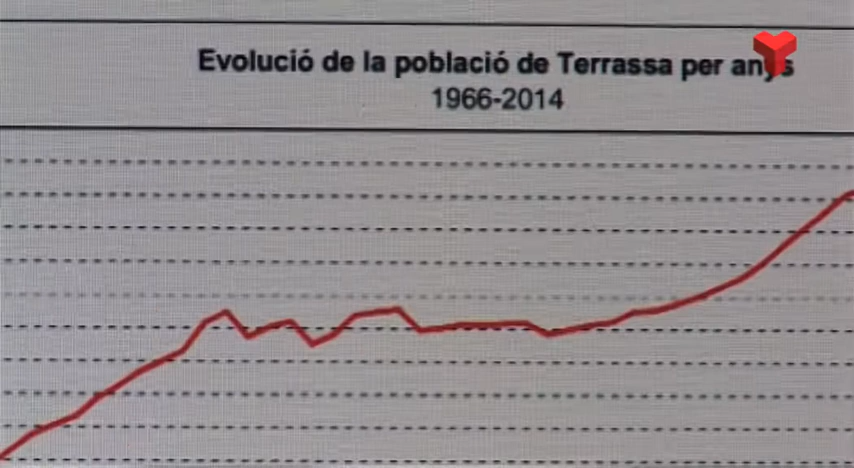 Evolució de la població de Terrassa per anys
1966-2014